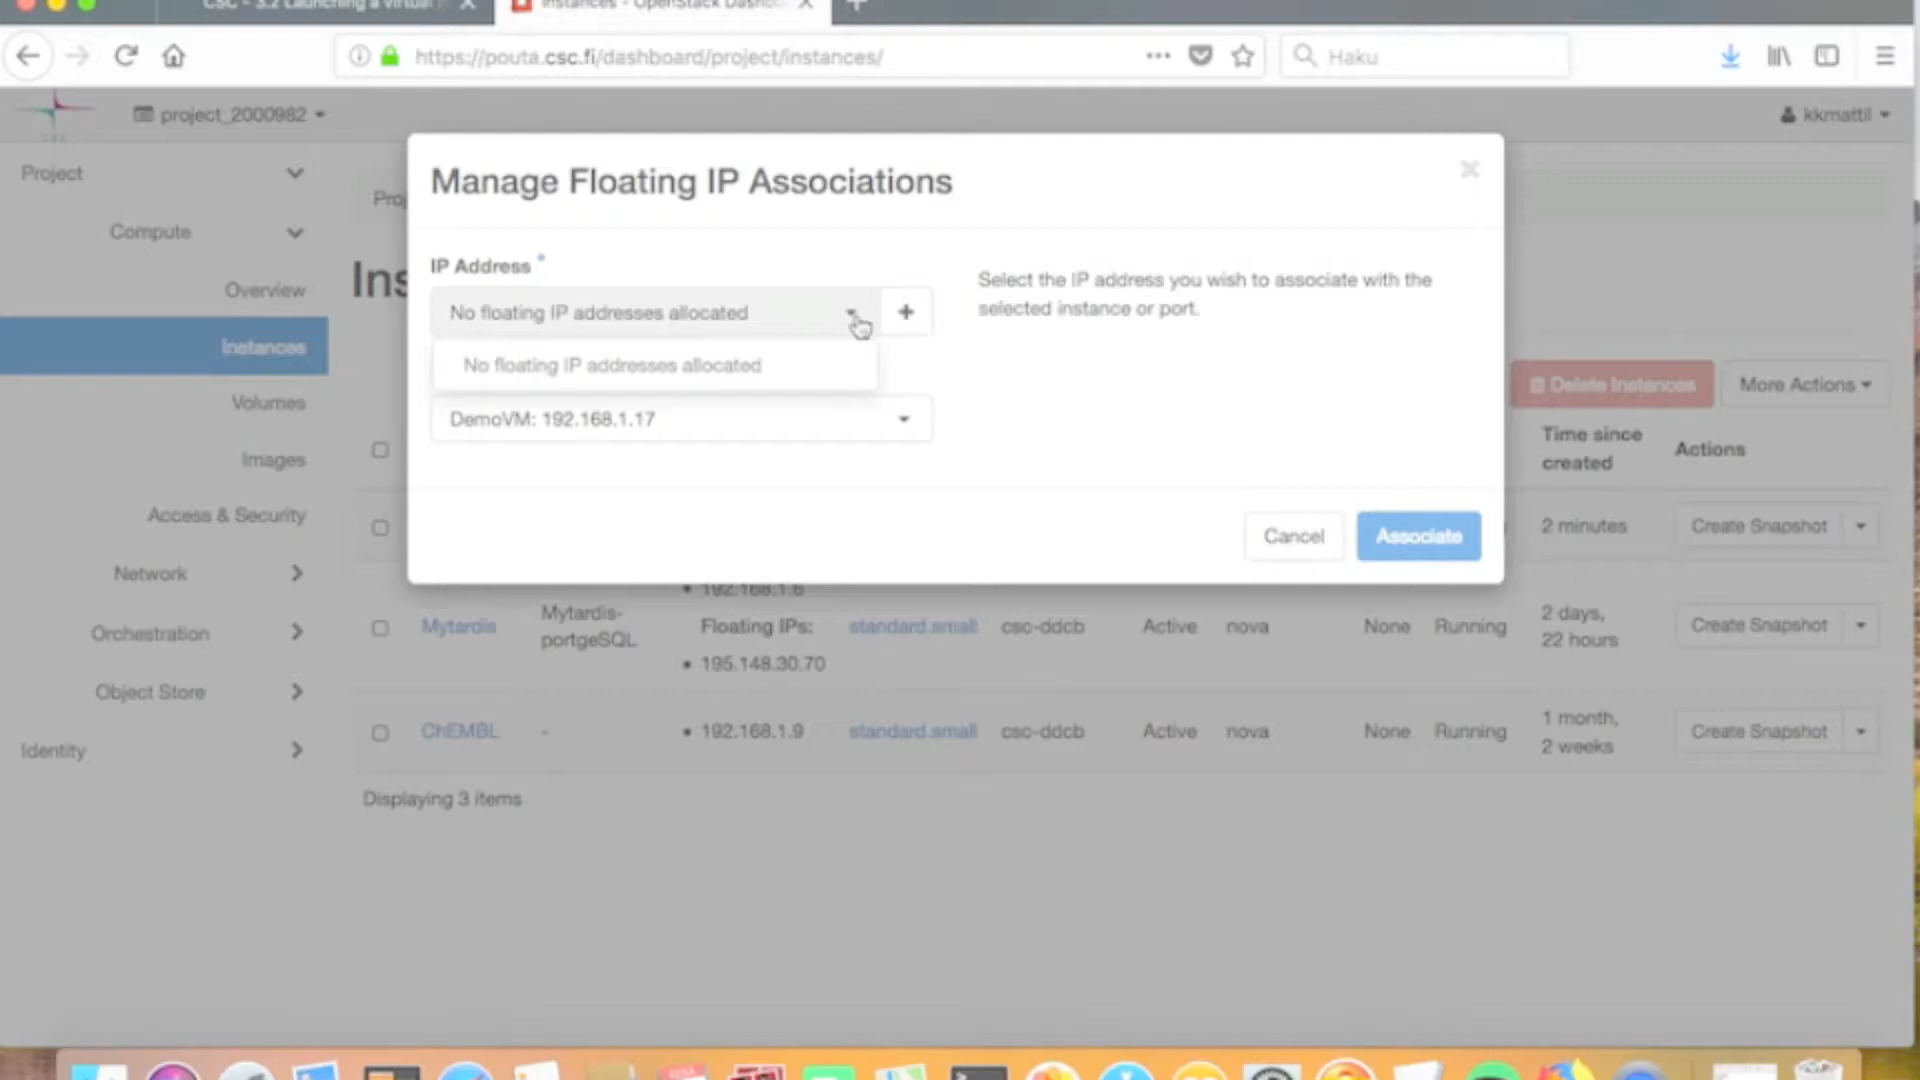 CSC - 3.2 Launching a virtual
Instances - OpenStack Dashbo
https://pouta.csc.fi/dashboard/project/instances/
Haku
project_2000982
kkmattil
Project
Manage Floating IP Associations
Compute
Proj
IP Address *
Select the IP address you wish to associate with the
selected instance or port.
Overview
Ins
No floating IP addresses allocated
+
Instances
No floating IP addresses allocated
Delete Instances
More Actions
Volumes
DemoVM: 192.168.1.17
Time since
created
Actions
Images
Access & Security
Cancel
Associate
2 minutes
Create Snapshot
Network
192.168.1.6
Mytardis
Mytardis-
portgeSQL
Floating IPs:
195.148.30.70
standard.small
csc-ddcb
Active
nova
None
Running
2 days,
22 hours
Create Snapshot
Orchestration
Object Store
ChEMBL
-
192.168.1.9
standard.small
csc-ddcb
Active
nova
None
Running
1 month,
2 weeks
Create Snapshot
Identity
Displaying 3 items